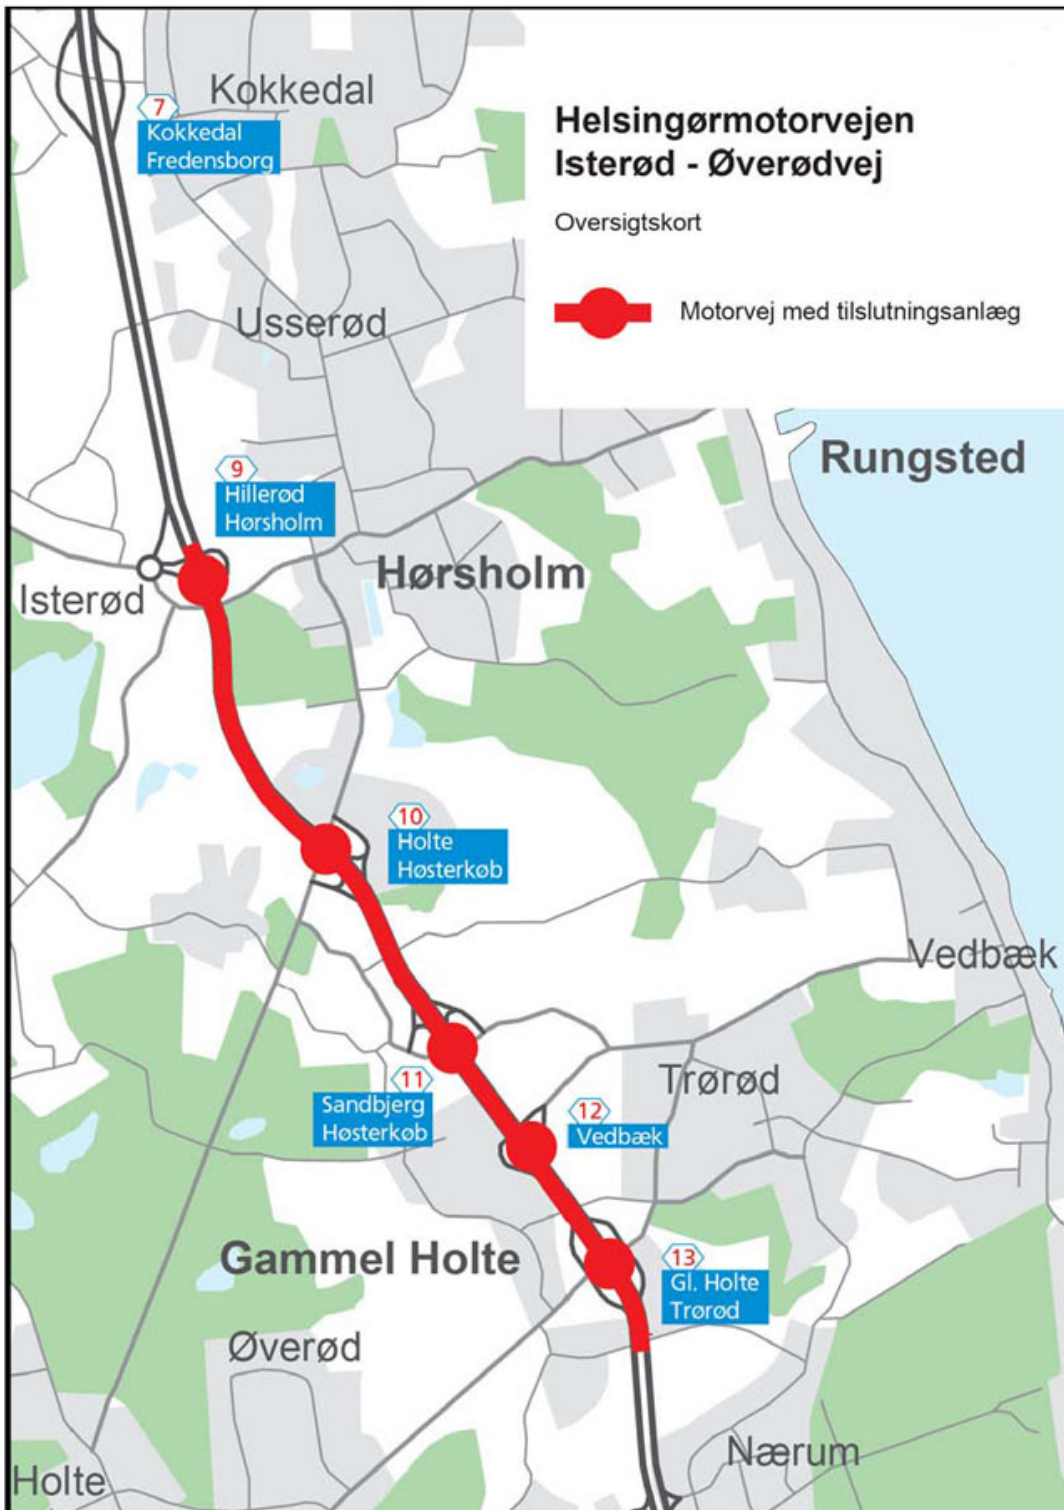 Kokkedal
7
Kokkedal
Fredensborg
Helsingørmotorvejen
Isterød - Øverødvej
Oversigtskort
Motorvej med tilslutningsanlæg
Usserød
Rungsted
9
Hillerød
Hørsholm
Hørsholm
Isterød
10
Holte
Høsterkøb
Vedbæk
11
Sandbjerg
Høsterkøb
Trørød
12
Vedbæk
Gammel Holte
13
Gl. Holte
Trørød
Øverød
Nærum
Holte